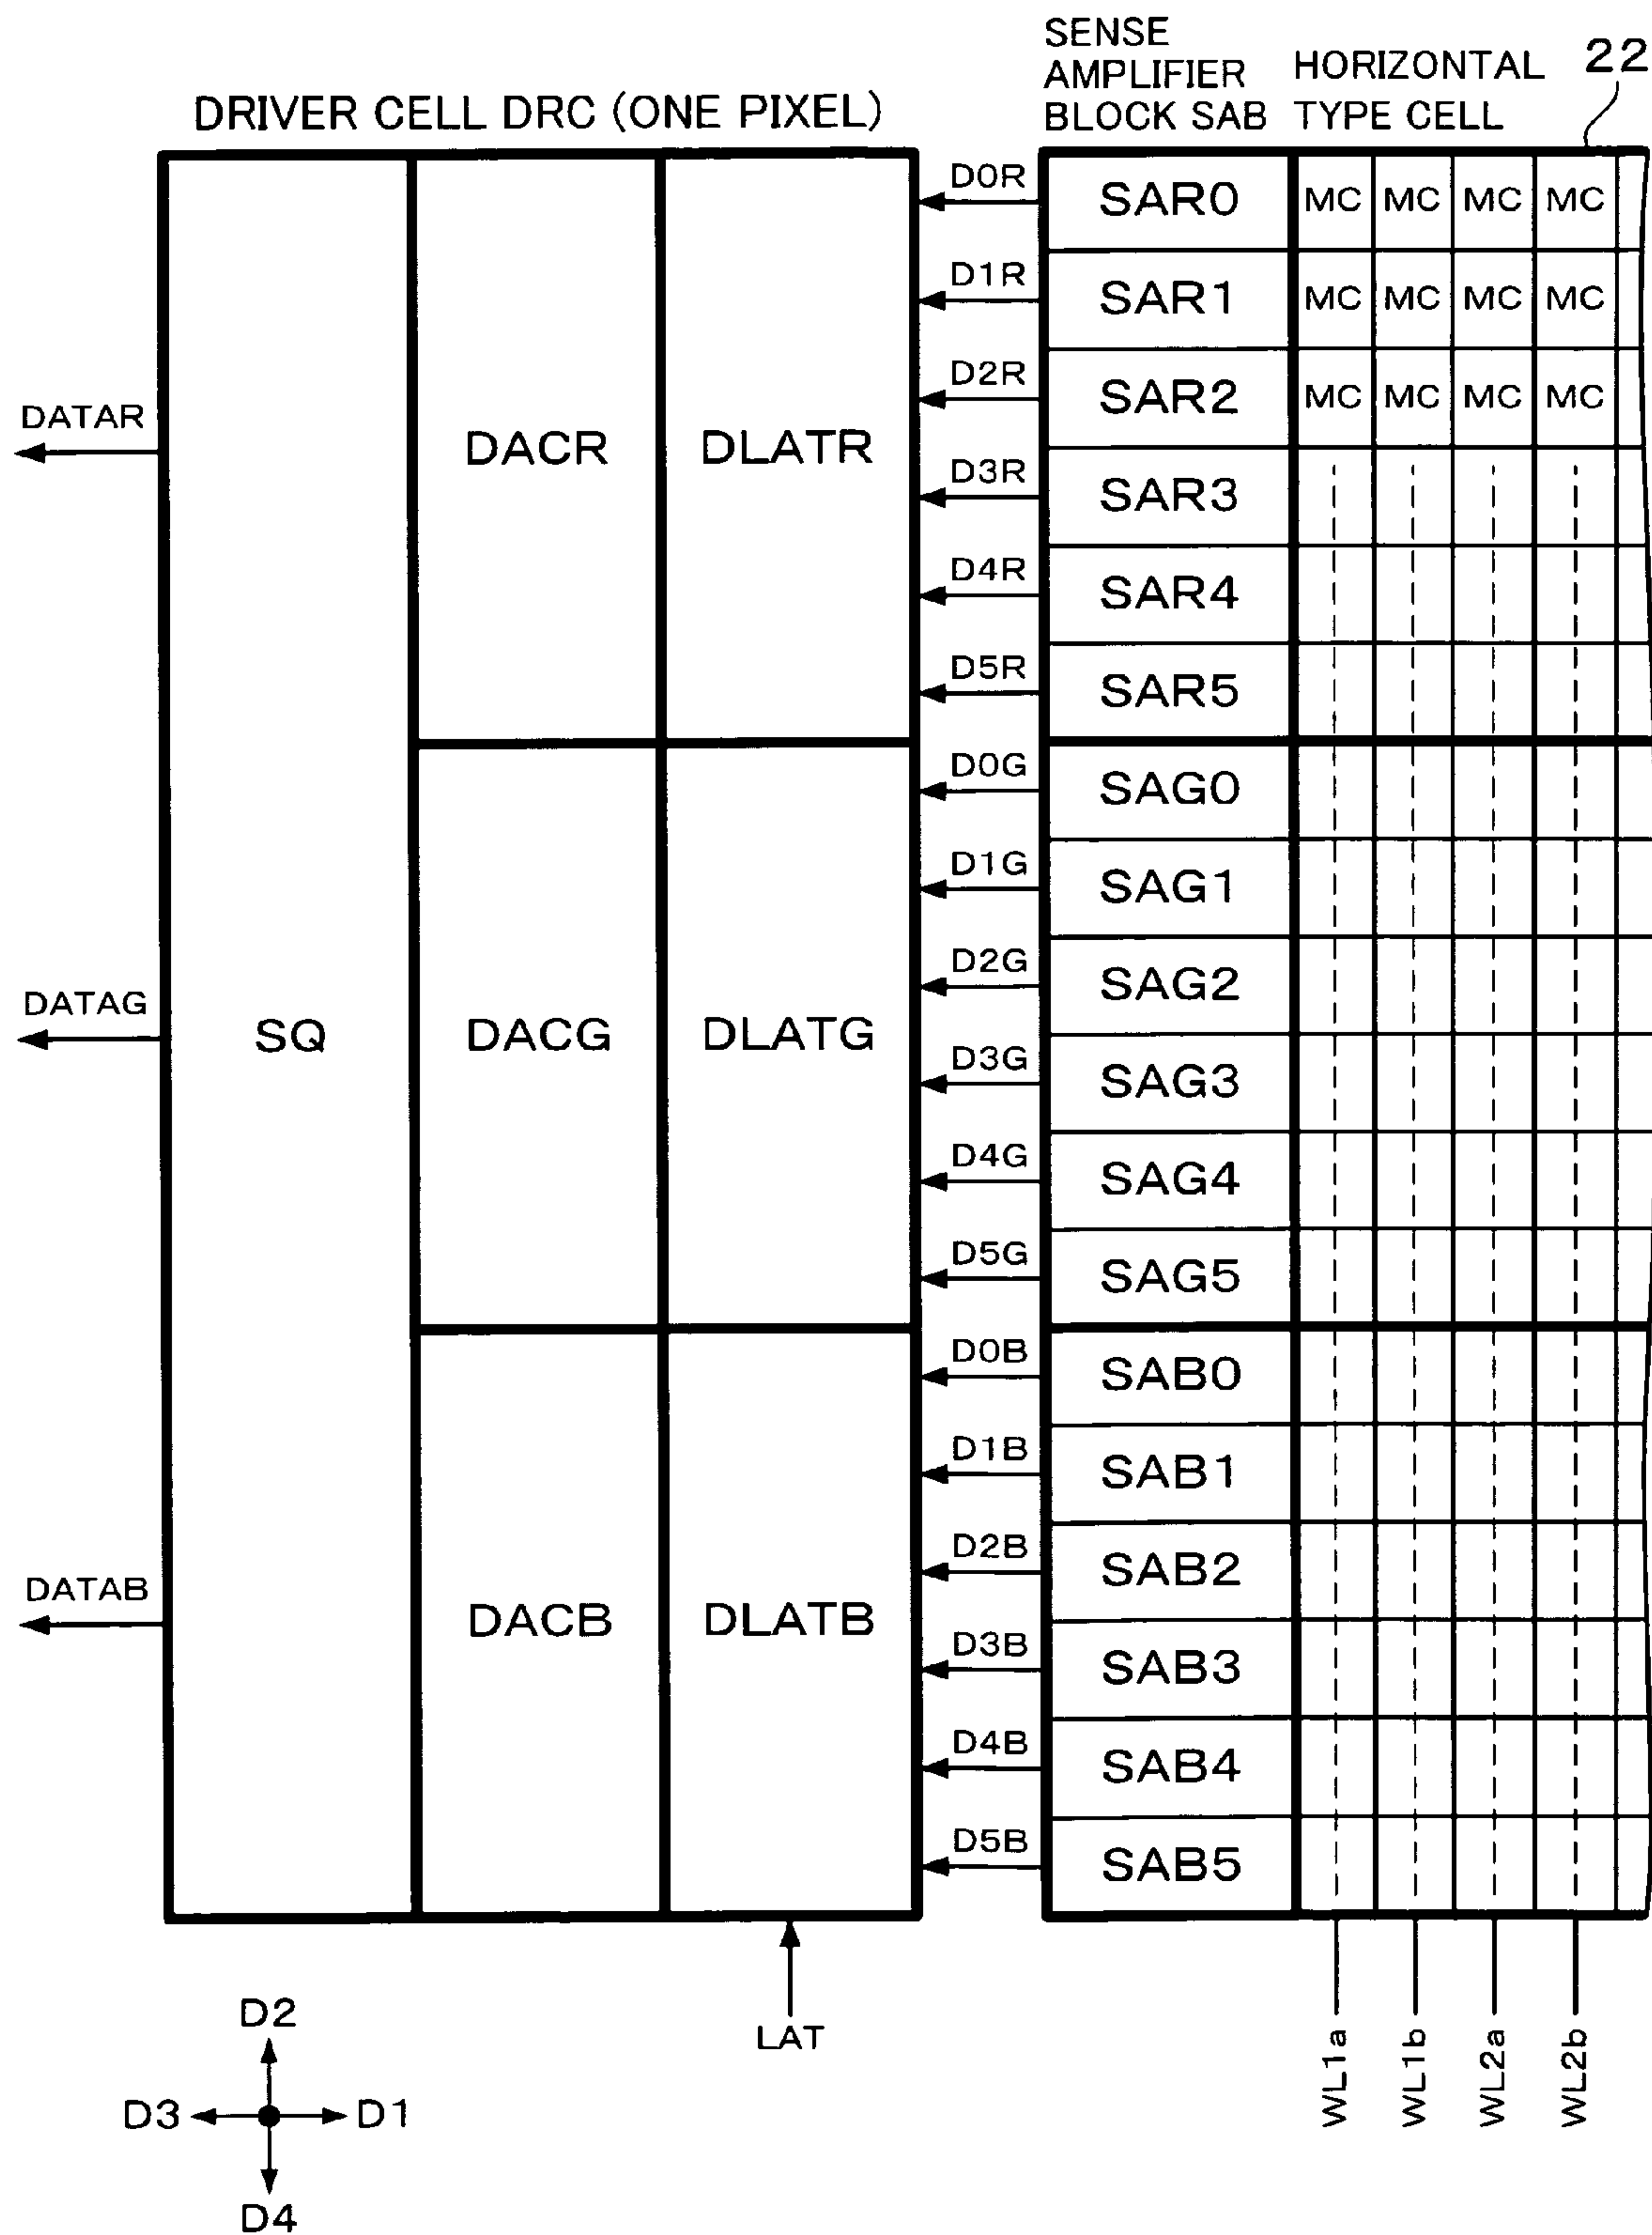 DRIVER CELL DRC (ONE PIXEL)
SENSE
AMPLIFIER
BLOCK SAB
HORIZONTAL
TYPE CELL
22
D0R
SAR0
MC MC MC MC
D1R
SAR1
MC MC MC MC
D2R
SAR2
MC MC MC MC
DATAR
DACR
DLATR
D3R
SAR3
D4R
SAR4
D5R
SAR5
D0G
SAG0
D1G
SAG1
D2G
SAG2
DATAG
SQ
DACG
DLATG
D3G
SAG3
D4G
SAG4
D5G
SAG5
D0B
SAB0
D1B
SAB1
D2B
SAB2
DATAB
DACB
DLATB
D3B
SAB3
D4B
SAB4
D5B
SAB5
LAT
WL1a
WL1b
WL2a
WL2b
D2
D3
D1
D4